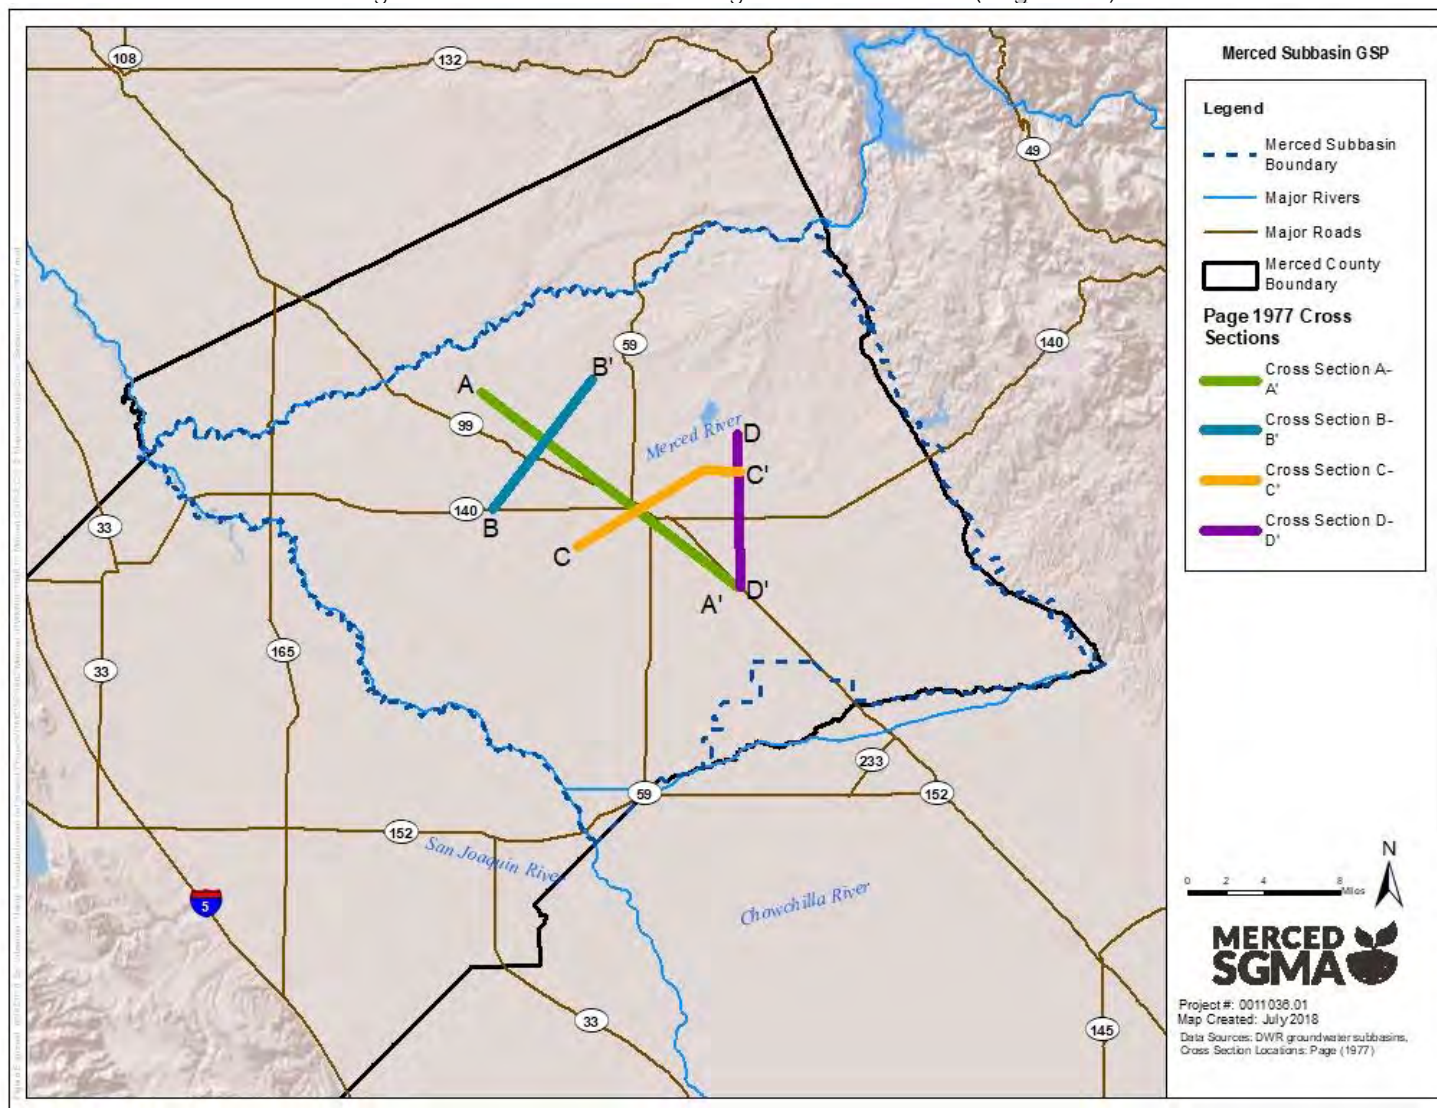 Merced Subbasin GSP
Legend
Merced Subbasin
Boundary
Major Rivers
Major Roads
Merced County
Boundary
Page 1977 Cross
Sections
Cross Section A-
A'
Cross Section B-
B'
Cross Section C-
C'
Cross Section D-
D'
108
132
49
59
140
A
B'
99
Merced River
D
C'
140
B
33
C
A'
D'
165
33
233
59
152
152
San Joaquin River
Chowchilla River
5
33
145
N
0 2 4 8
Miles
MERCED
SGMA
Project #: 0011036.01
Map Created: July 2018
Data Sources: DWR groundwater subbasins,
Cross Section Locations: Page (1977)